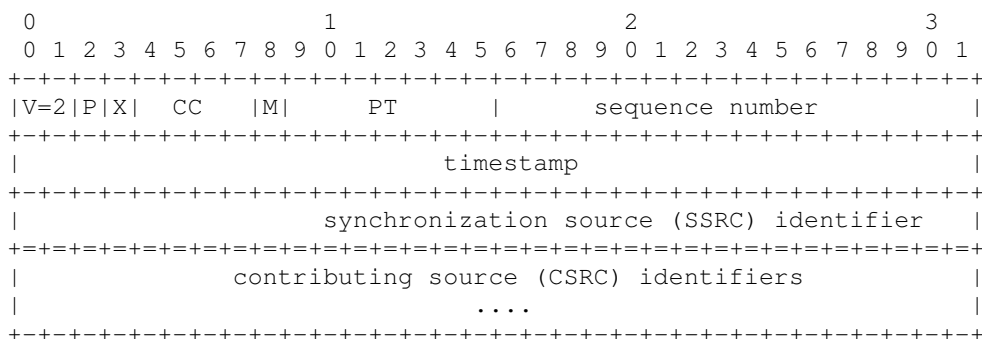 0                   1                   2                   3
 0 1 2 3 4 5 6 7 8 9 0 1 2 3 4 5 6 7 8 9 0 1 2 3 4 5 6 7 8 9 0 1
+-+-+-+-+-+-+-+-+-+-+-+-+-+-+-+-+-+-+-+-+-+-+-+-+-+-+-+-+-+-+-+-+
|V=2|P|X|  CC   |M|     PT      |      sequence number          |
+-+-+-+-+-+-+-+-+-+-+-+-+-+-+-+-+-+-+-+-+-+-+-+-+-+-+-+-+-+-+-+-+
|                            timestamp                          |
+-+-+-+-+-+-+-+-+-+-+-+-+-+-+-+-+-+-+-+-+-+-+-+-+-+-+-+-+-+-+-+-+
|                    synchronization source (SSRC) identifier   |
+=+=+=+=+=+=+=+=+=+=+=+=+=+=+=+=+=+=+=+=+=+=+=+=+=+=+=+=+=+=+=+=+
|              contributing source (CSRC) identifiers           |
|                              ....                             |
+-+-+-+-+-+-+-+-+-+-+-+-+-+-+-+-+-+-+-+-+-+-+-+-+-+-+-+-+-+-+-+-+